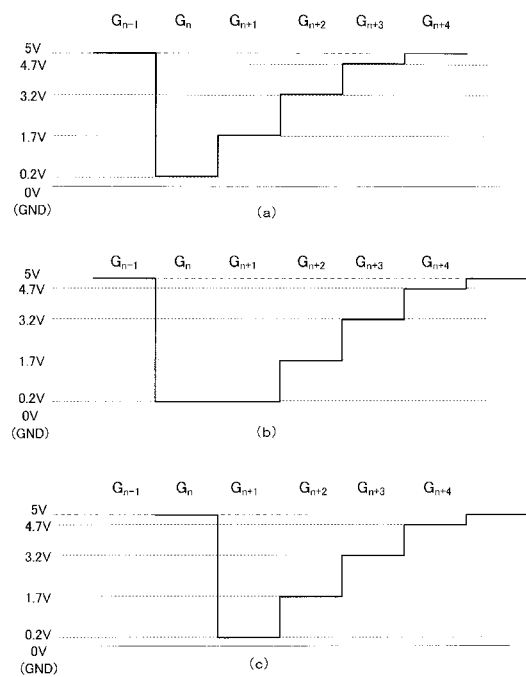 Gn-1 Gn Gn+1 Gn+2 Gn+3 Gn+4
5V
4.7V
3.2V
1.7V
0.2V
0V
(GND)
(a)
Gn-1 Gn Gn+1 Gn+2 Gn+3 Gn+4
5V
4.7V
3.2V
1.7V
0.2V
0V
(GND)
(b)
Gn-1 Gn Gn+1 Gn+2 Gn+3 Gn+4
5V
4.7V
3.2V
1.7V
0.2V
0V
(GND)
(c)